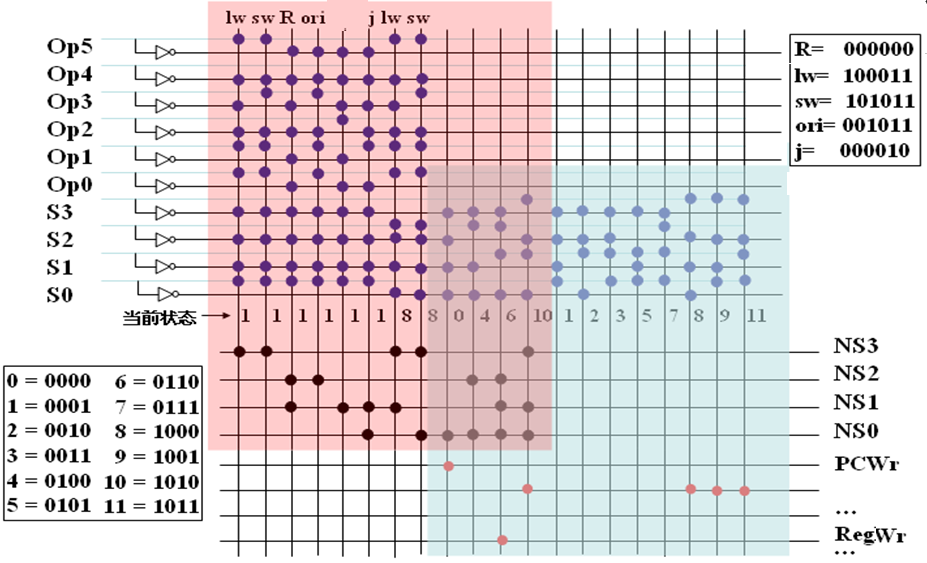 lw sw R ori j lw sw
Op5
Op4
Op3
Op2
Op1
Op0
S3
S2
S1
S0
R= 000000
lw= 100011
sw= 101011
ori= 001011
j= 000010
当前状态 1 1 1 1 1 1 8 8 0 4 6 10 1 2 3 5 7 8 9 11
NS3
NS2
NS1
NS0
PCWr
...
RegWr
...
0 = 0000 6 = 0110
1 = 0001 7 = 0111
2 = 0010 8 = 1000
3 = 0011 9 = 1001
4 = 0100 10 = 1010
5 = 0101 11 = 1011